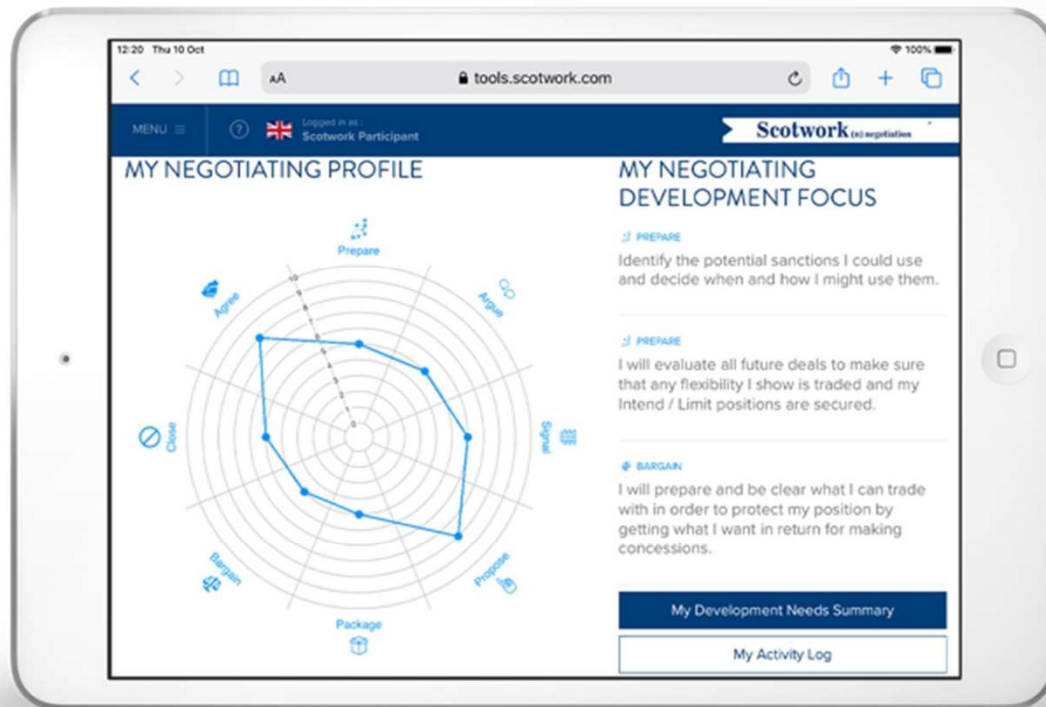 12:20 Thu 10 Oct
AA
tools.scotwork.com
100%
MENU
?
Logged in as :
Scotwork Participant
Scotwork (n) negotiation
MY NEGOTIATING PROFILE
Prepare
Argue
Signal
Propose
Package
Bargain
Close
Agree
MY NEGOTIATING
DEVELOPMENT FOCUS
PREPARE
Identify the potential sanctions I could use
and decide when and how I might use them.
PREPARE
I will evaluate all future deals to make sure
that any flexibility I show is traded and my
Intend / Limit positions are secured.
BARGAIN
I will prepare and be clear what I can trade
with in order to protect my position by
getting what I want in return for making
concessions.
My Development Needs Summary
My Activity Log